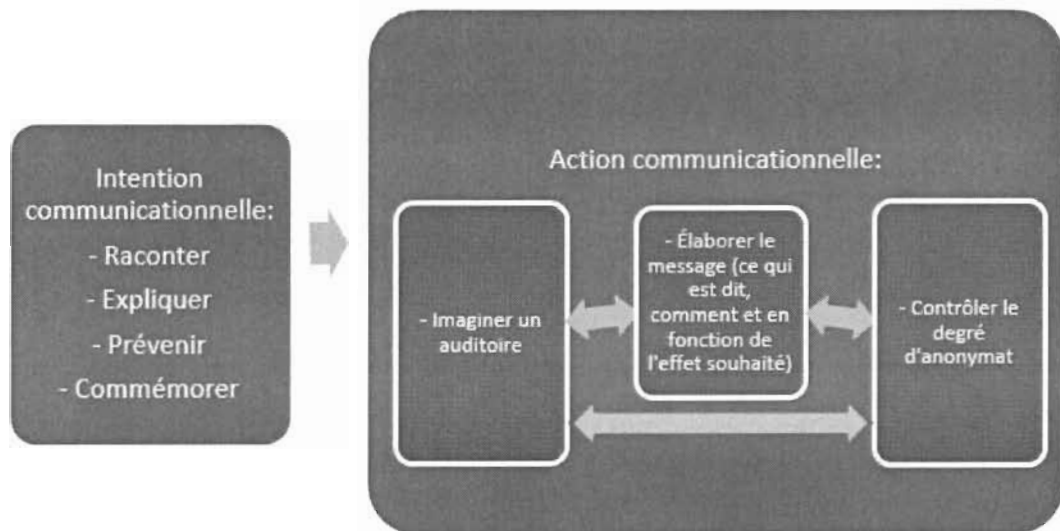 Intention
communicationnelle:
- Raconter
- Expliquer
- Prévenir
- Commémorer
Action communicationnelle:
- Imaginer un
auditoire
- Élaborer le
message (ce qui
est dit,
comment et en
fonction de
l'effet souhaité)
- Contrôler le
degré
d'anonymat